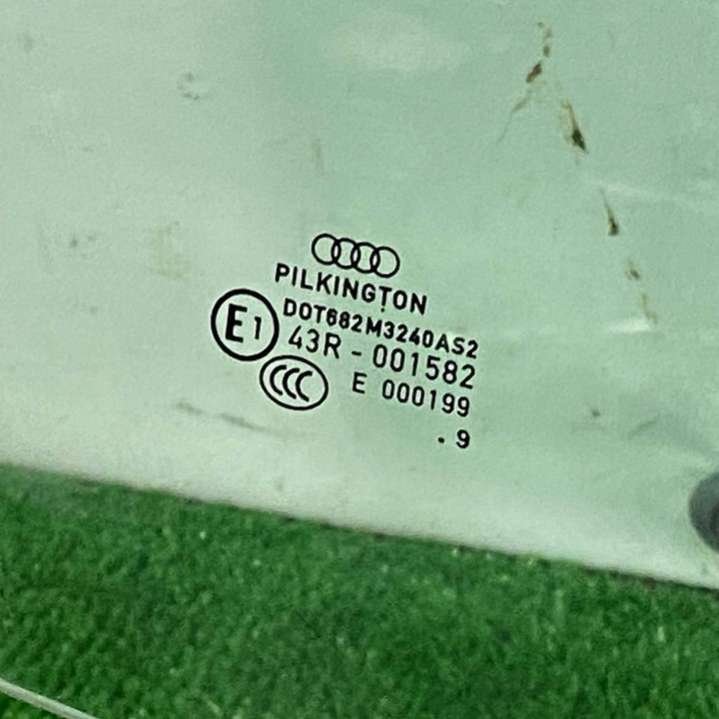 PILKINGTON
DOT682M3240AS2
E1 43R - 001582
CCC E 000199
. 9